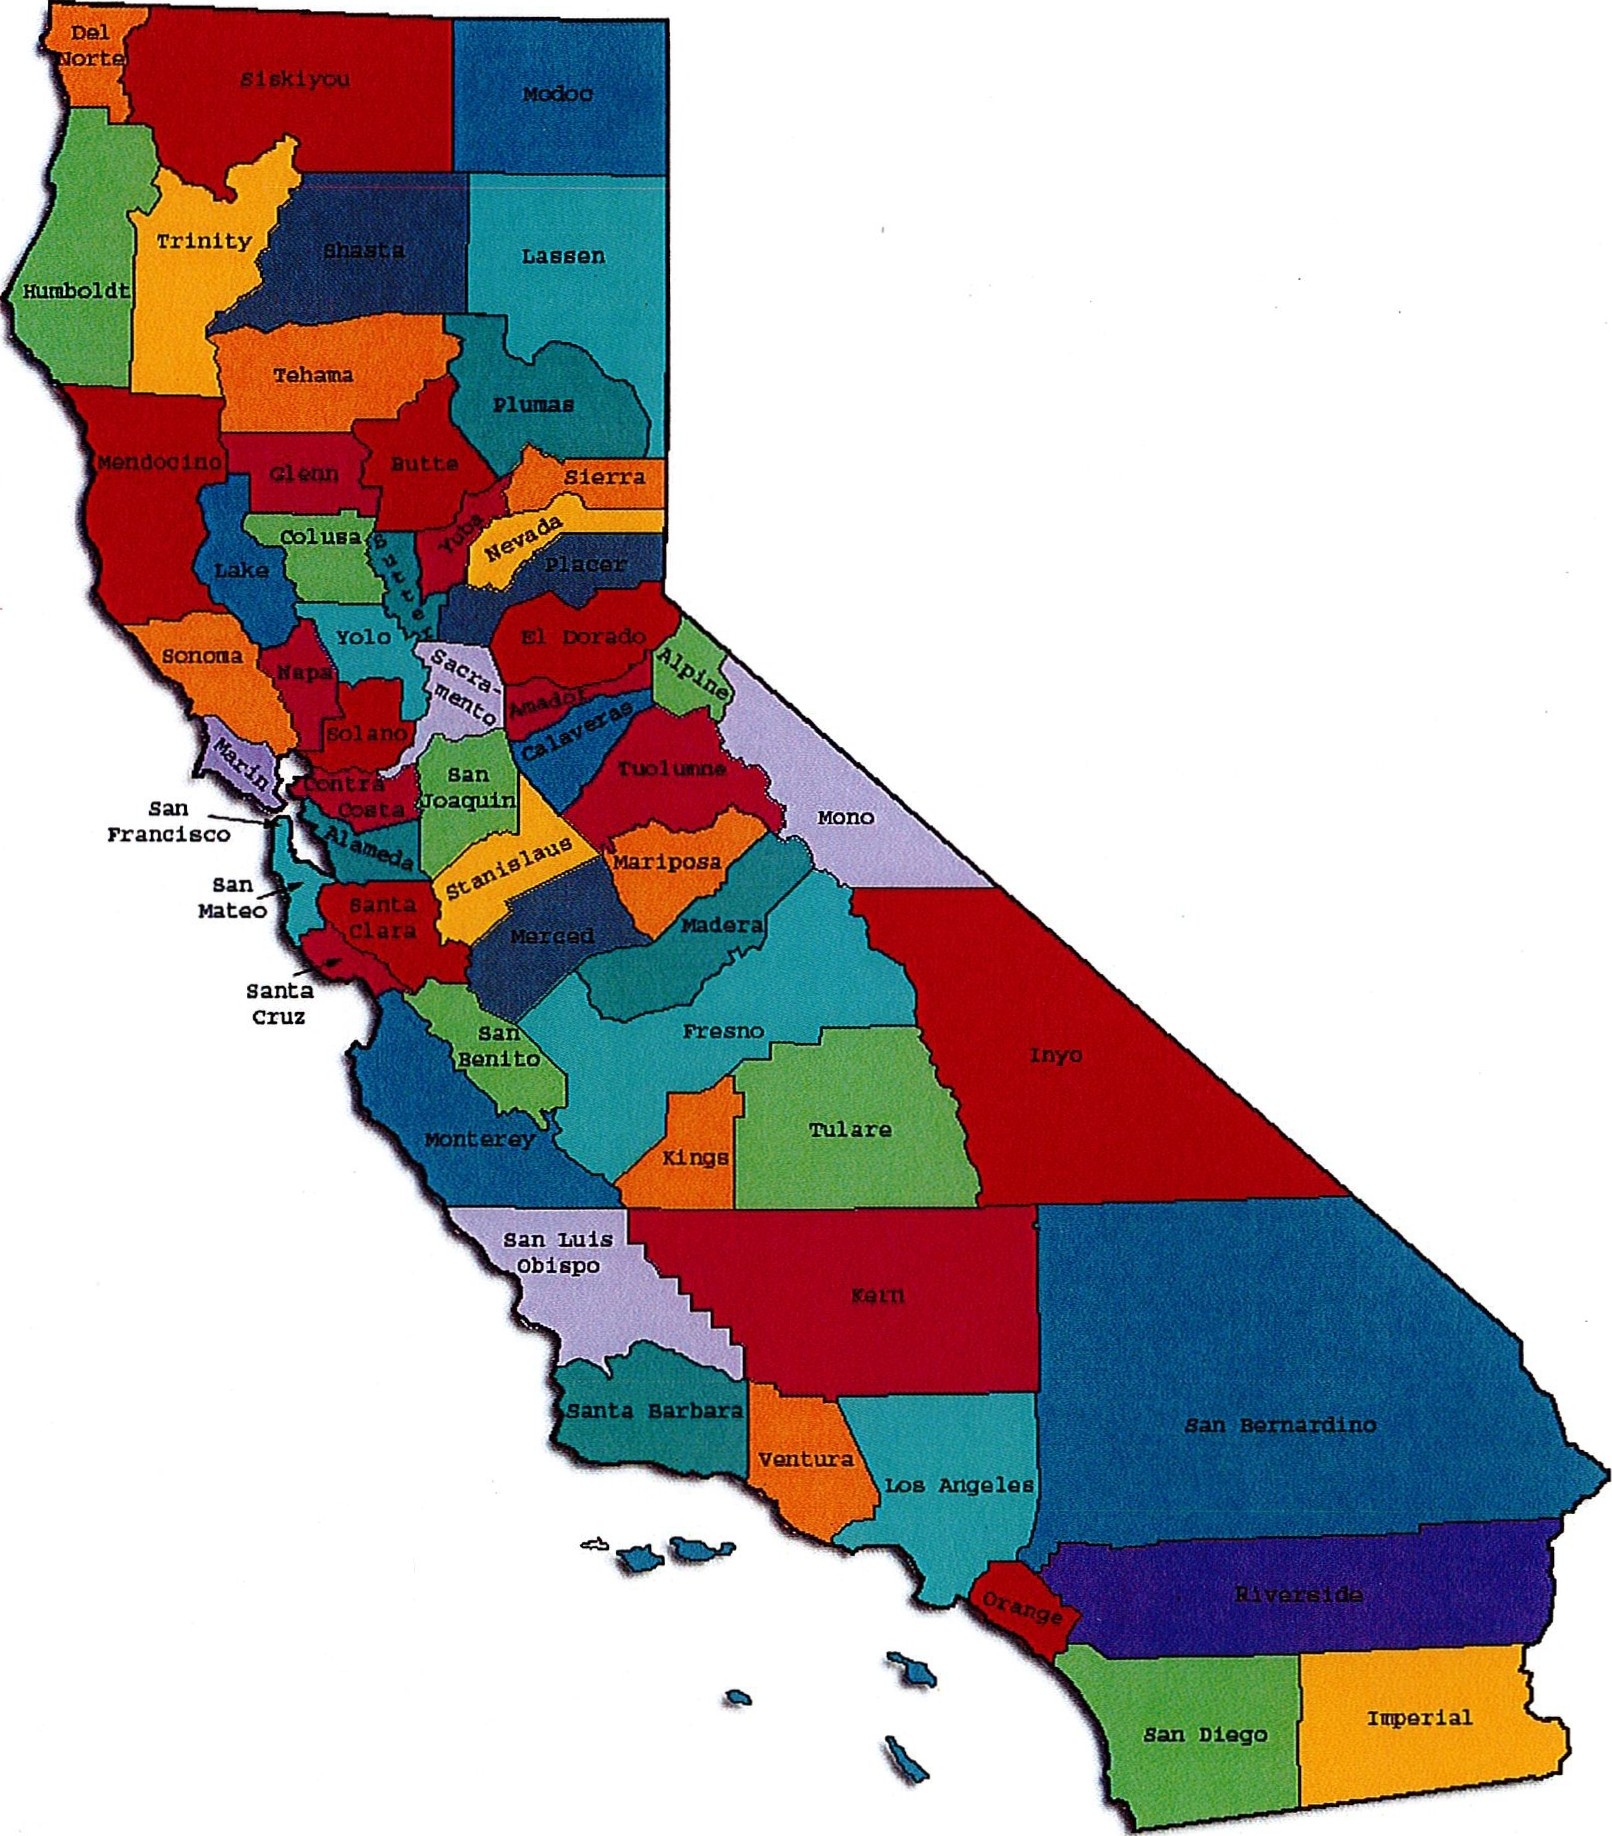 Del
Norte
Siskiyou
Modoc
Humboldt
Trinity
Shasta
Lassen
Tehama
Plumas
Mendocino
Glenn
Butte
Sierra
Colusa
Sutter
Yuba
Nevada
Lake
Placer
Sonoma
Napa
Yolo
El Dorado
Sacra-
mento
Alpine
Amador
Calaveras
Solano
Marin
Contra
Costa
San
Joaquin
Tuolumne
Mono
San
Francisco
Alameda
Stanislaus
Mariposa
San
Mateo
Santa
Clara
Merced
Madera
Santa
Cruz
San
Benito
Fresno
Inyo
Monterey
Kings
Tulare
San Luis
Obispo
Kern
Santa Barbara
Ventura
Los Angeles
San Bernardino
Orange
Riverside
San Diego
Imperial